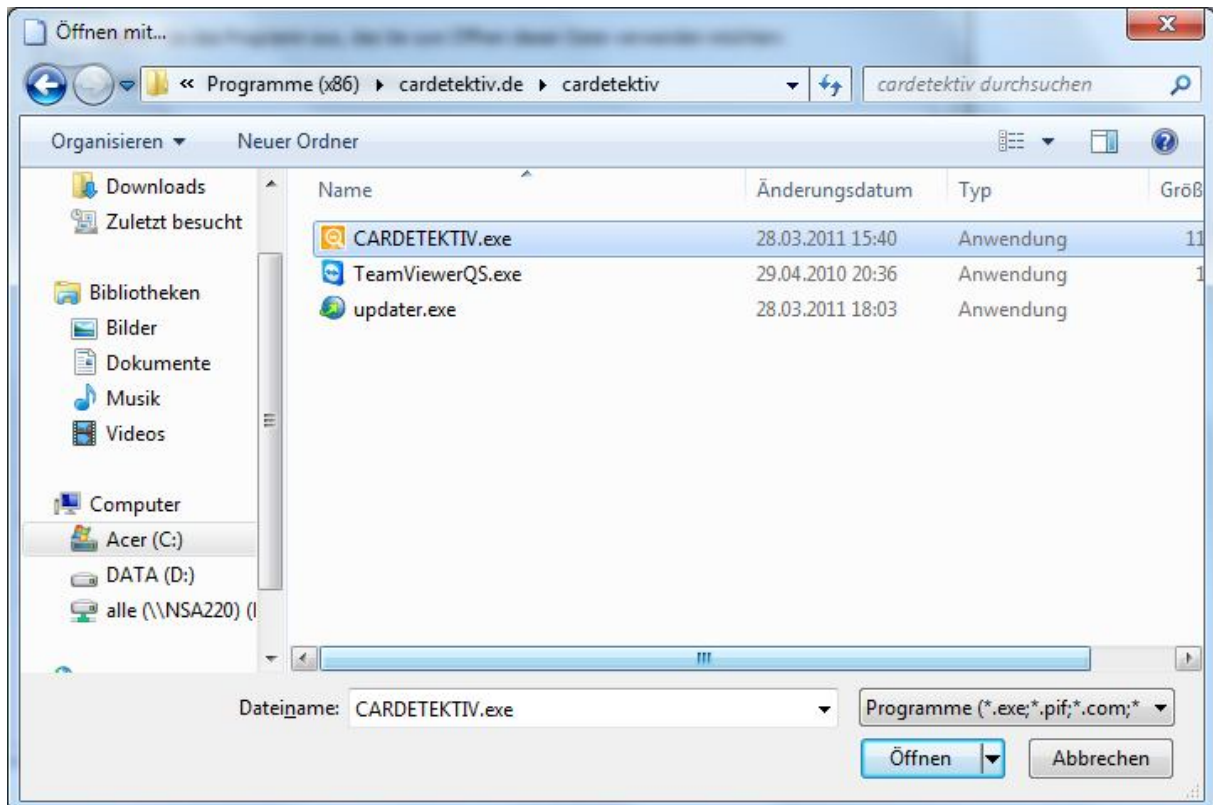 Öffnen mit...
« Programme (x86) ▸ cardetektiv.de ▸ cardetektiv
cardetektiv durchsuchen
Organisieren
Neuer Ordner
Downloads
Zuletzt besucht
Bibliotheken
Bilder
Dokumente
Musik
Videos
Computer
Acer (C:)
DATA (D:)
alle (\\NSA220) (
Name Änderungsdatum Typ Größ
CARDETEKTIV.exe 28.03.2011 15:40 Anwendung 11
TeamViewerQS.exe 29.04.2010 20:36 Anwendung 1
updater.exe 28.03.2011 18:03 Anwendung
Dateiname: CARDETEKTIV.exe
Programme (*.exe;*.pif;*.com;*
Öffnen
Abbrechen